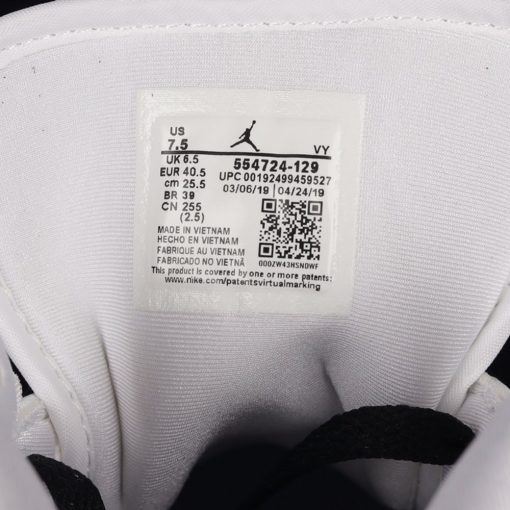 US
7.5
VY
UK 6.5
EUR 40.5
cm 25.5
BR 39
CN 255
(2.5)
554724-129
UPC 00192499459527
03/06/19 04/24/19
MADE IN VIETNAM
HECHO EN VIETNAM
FABRIQUE AU VIETNAM
FABRICADO NO VIETNÃ
000ZW43HSNDWF
This product is covered by one or more patents:
www.nike.com/patentsvirtualmarking